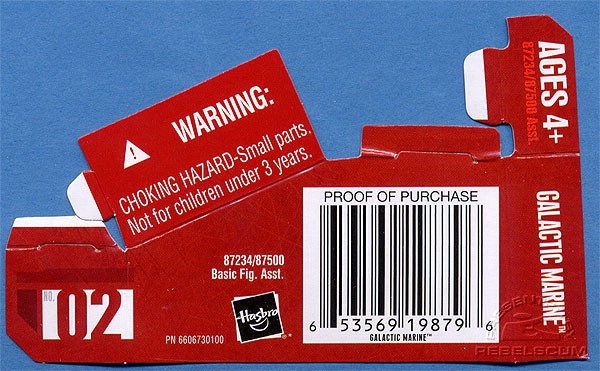 WARNING:
CHOKING HAZARD-Small parts.
Not for children under 3 years.
AGES 4+
87234/87500 Asst.
GALACTIC MARINE™
PROOF OF PURCHASE
6 53569 19879 6
GALACTIC MARINE™
87234/87500
Basic Fig. Asst.
Hasbro
®
NO.
02
PN 6606730100
REBELSCUM